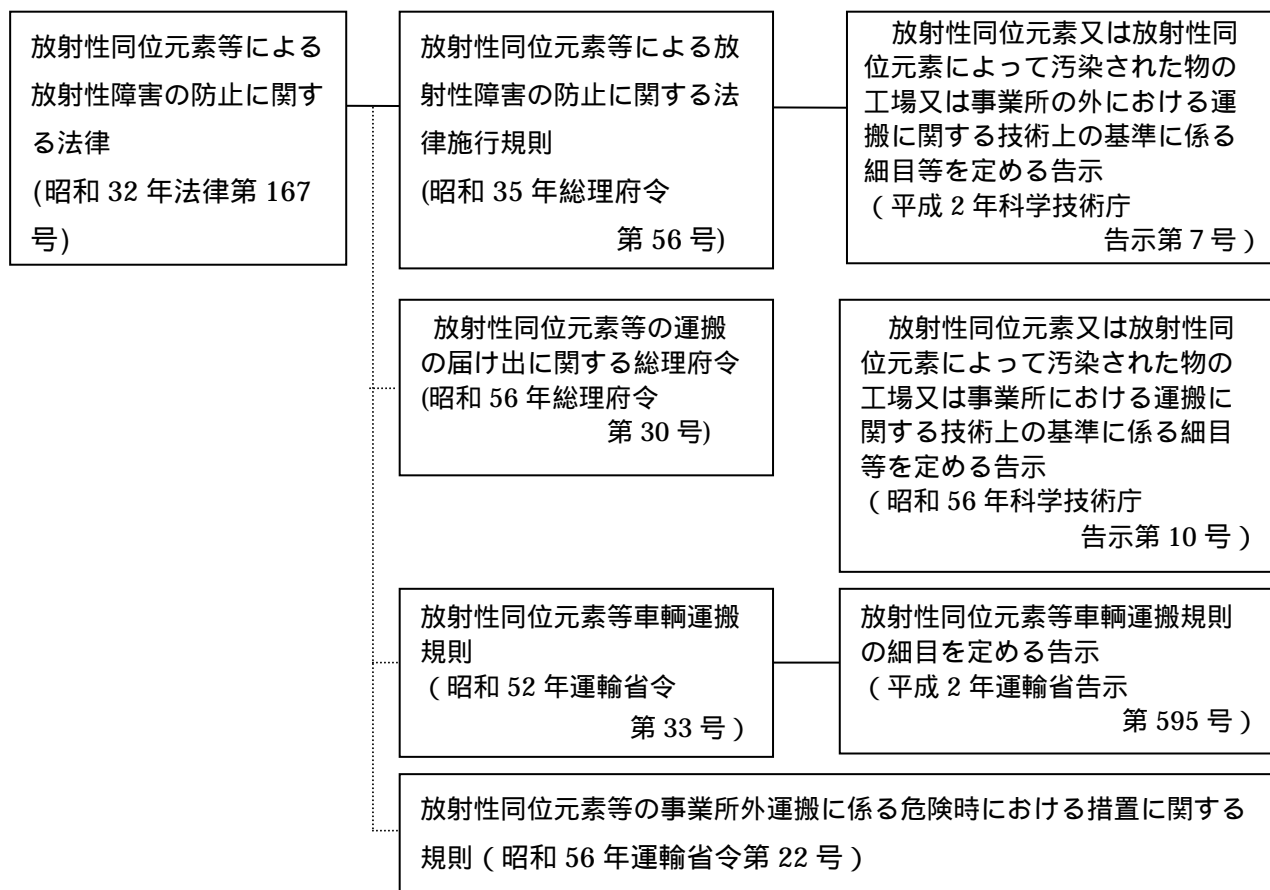 放射性同位元素等による
放射性障害の防止に関す
る法律
(昭和 32 年法律第 167
号)
放射性同位元素等による放
射性障害の防止に関する法
律施行規則
(昭和 35 年総理府令
第 56 号)
放射性同位元素又は放射性同
位元素によって汚染された物の
工場又は事業所の外における運
搬に関する技術上の基準に係る
細目等を定める告示
（平成 2 年科学技術庁
告示第７号）
放射性同位元素等の運搬
の届け出に関する総理府令
(昭和 56 年総理府令
第 30 号)
放射性同位元素又は放射性同
位元素によって汚染された物の
工場又は事業所における運搬に
関する技術上の基準に係る細目
等を定める告示
（昭和 56 年科学技術庁
告示第 10 号）
放射性同位元素等車輌運搬
規則
（昭和 52 年運輸省令
第 33 号）
放射性同位元素等車輌運搬規則
の細目を定める告示
（平成 2 年運輸省告示
第 595 号）
放射性同位元素等の事業所外運搬に係る危険時における措置に関する
規則（昭和 56 年運輸省令第 22 号）